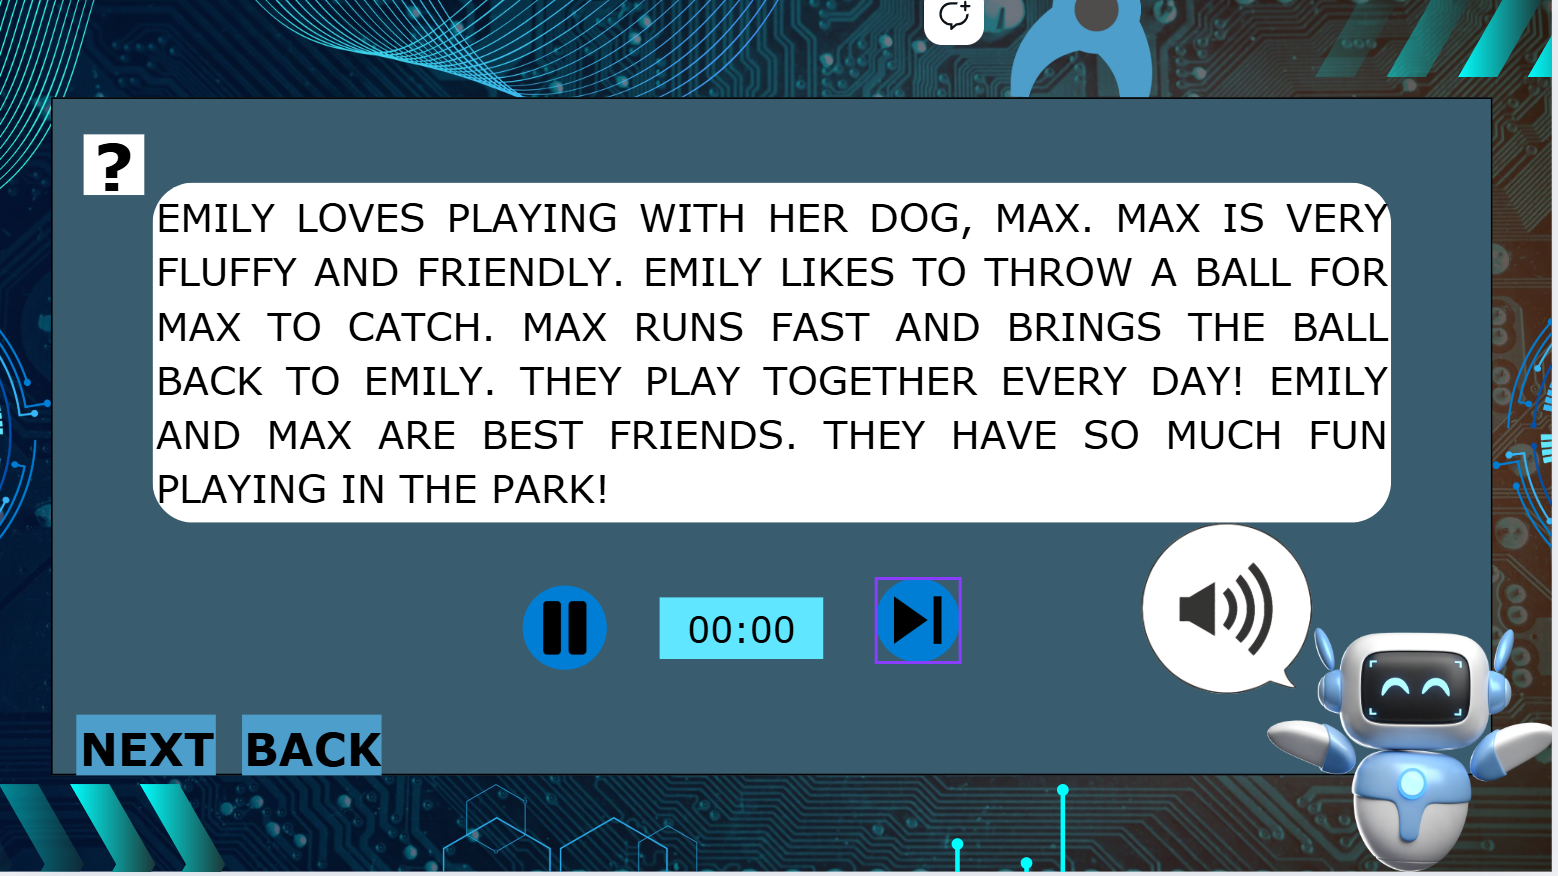 ?
EMILY LOVES PLAYING WITH HER DOG, MAX. MAX IS VERY
FLUFFY AND FRIENDLY. EMILY LIKES TO THROW A BALL FOR
MAX TO CATCH. MAX RUNS FAST AND BRINGS THE BALL
BACK TO EMILY. THEY PLAY TOGETHER EVERY DAY! EMILY
AND MAX ARE BEST FRIENDS. THEY HAVE SO MUCH FUN
PLAYING IN THE PARK!
00:00
NEXT BACK